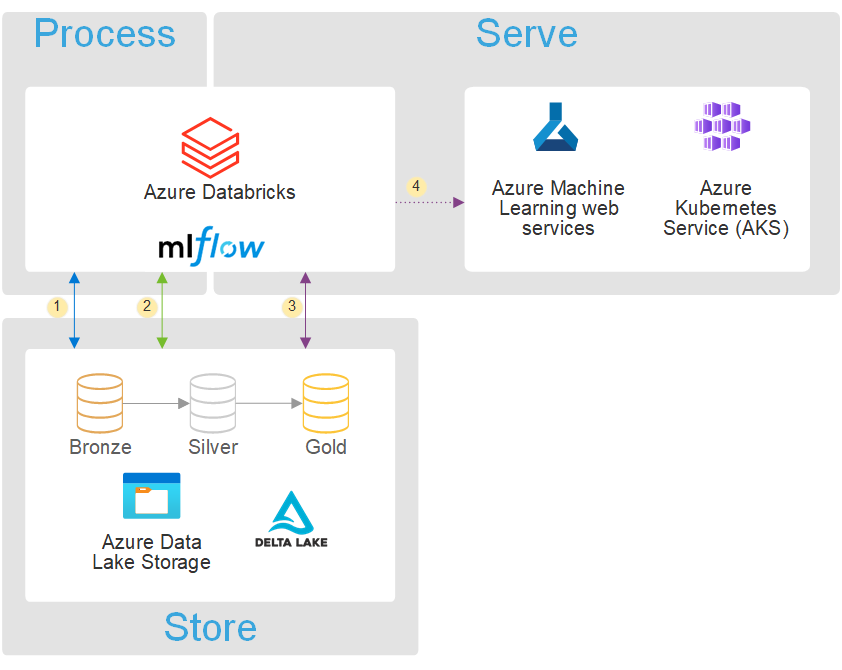 Process
Serve
Azure Databricks
mlflow
4
Azure Machine
Learning web
services
Azure
Kubernetes
Service (AKS)
1
2
3
Bronze
Silver
Gold
Azure Data
Lake Storage
DELTA LAKE
Store